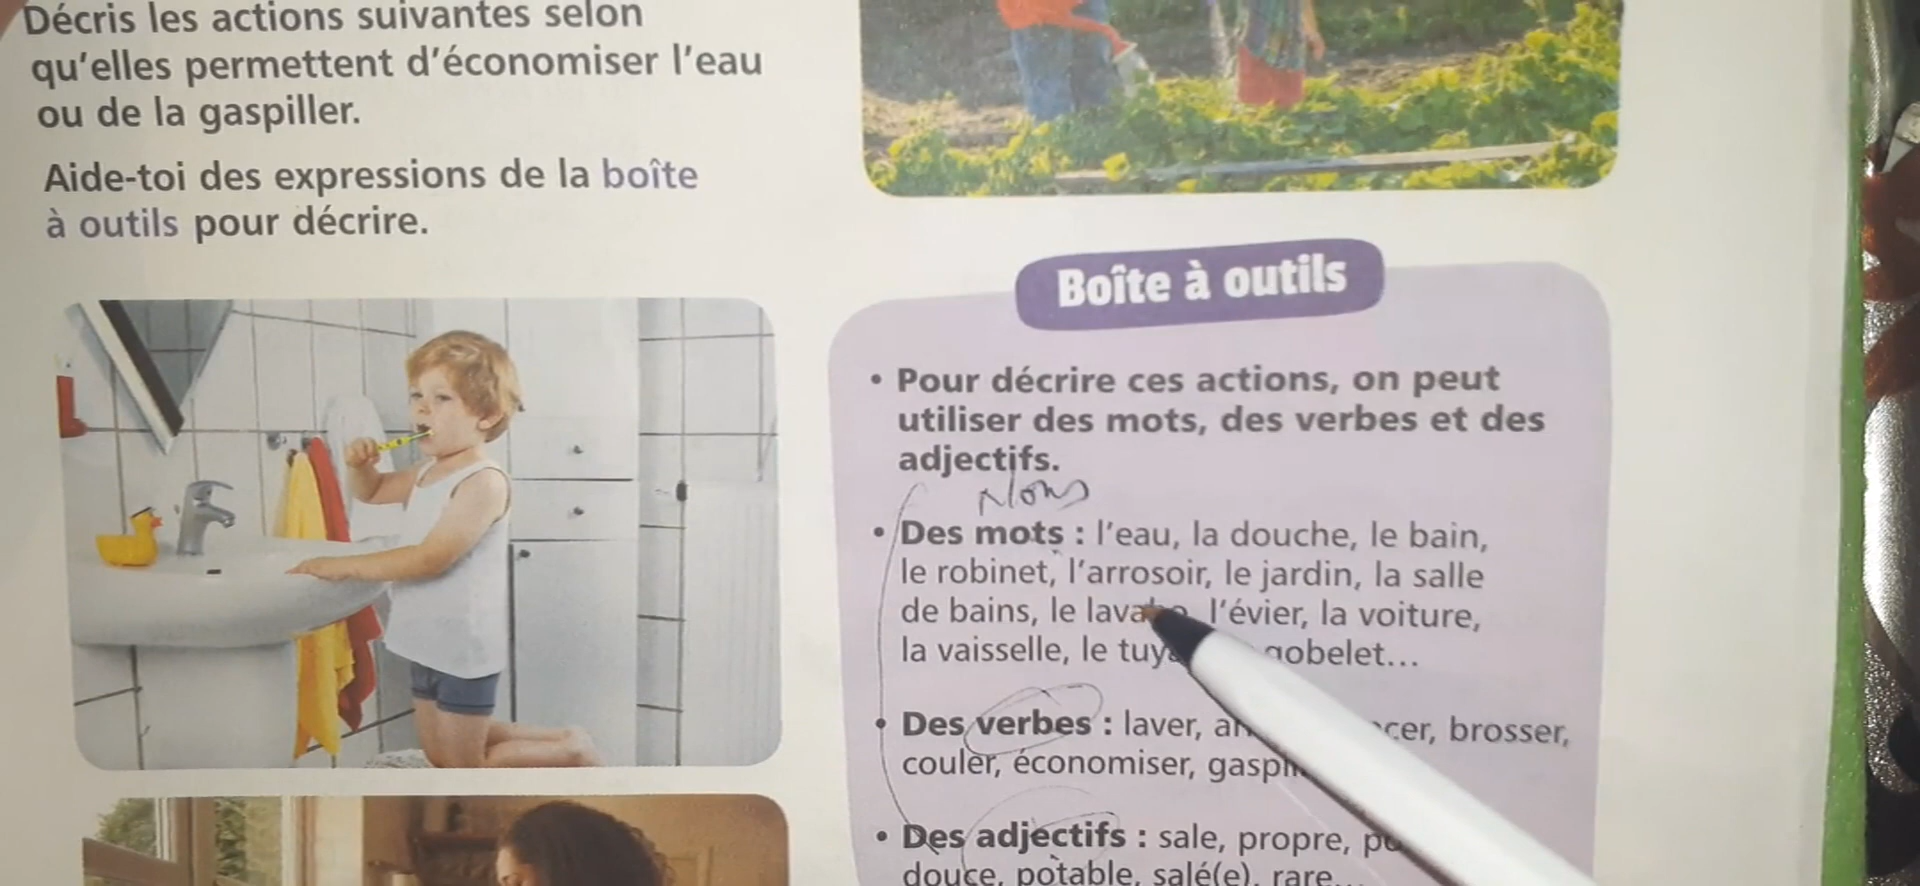 Décris les actions suivantes selon
qu'elles permettent d'économiser l'eau
ou de la gaspiller.
Aide-toi des expressions de la boîte
à outils pour décrire.
Boîte à outils
• Pour décrire ces actions, on peut
utiliser des mots, des verbes et des
adjectifs.
Noms
• Des mots : l'eau, la douche, le bain,
le robinet, l'arrosoir, le jardin, la salle
de bains, le l'évier, la voiture,
la vaisselle, le gobelet...
• Des verbes : laver, brosser,
couler, économiser,
• Des adjectifs : sale, propre,
douce, potable, salé(e), rare...